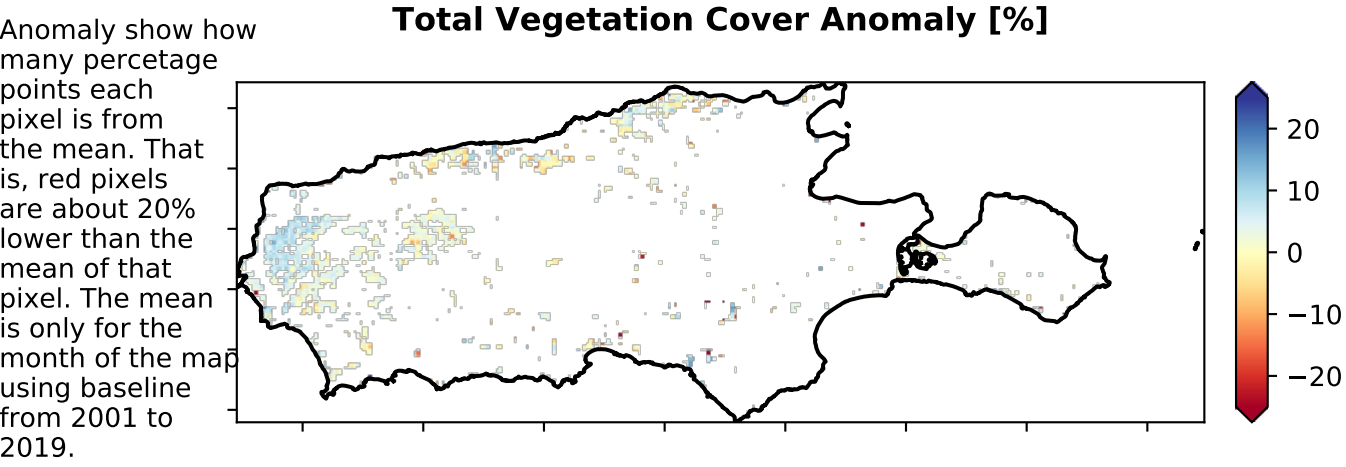 Total Vegetation Cover Anomaly [%]
Anomaly show how
many percetage
points each
pixel is from
the mean. That
is, red pixels
are about 20%
lower than the
mean of that
pixel. The mean
is only for the
month of the map
using baseline
from 2001 to
2019.
20
10
0
−10
−20